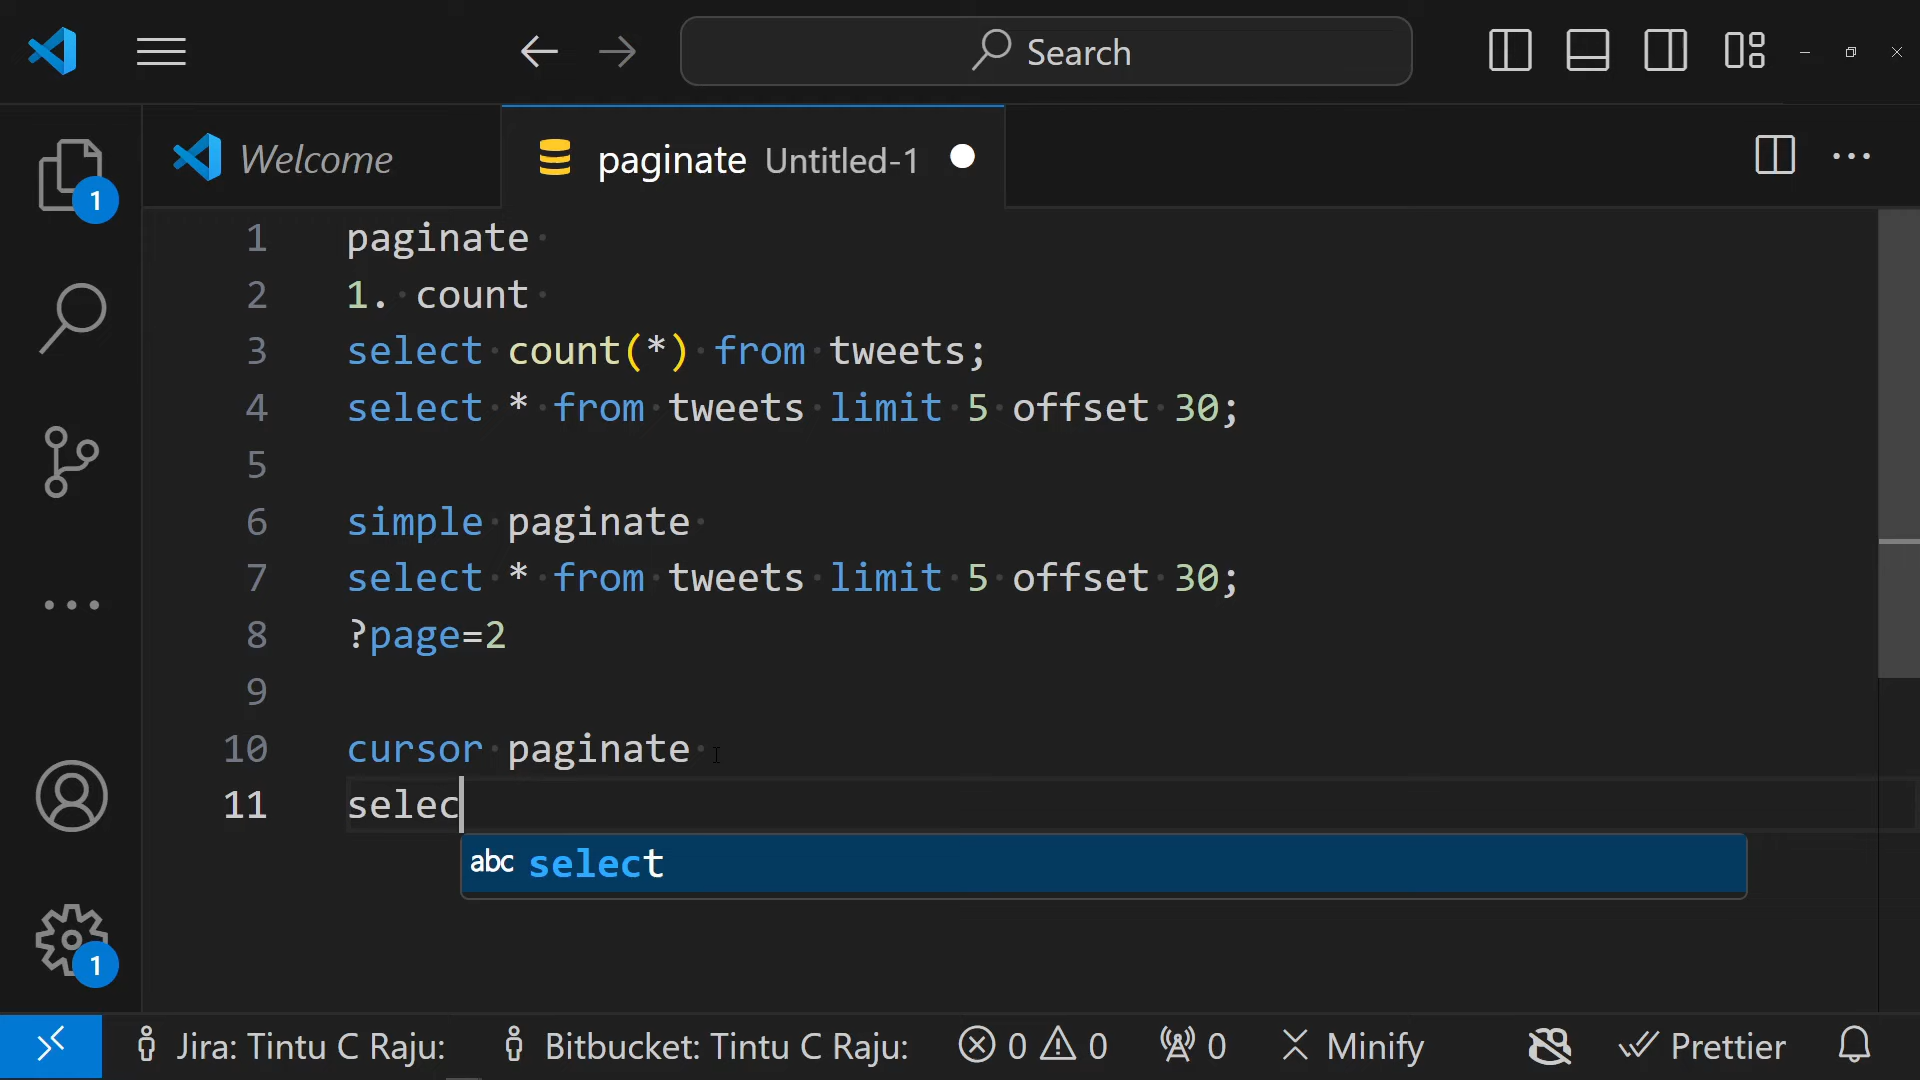 Search
Welcome
paginate Untitled-1
1 paginate
2 1. count
3 select count(*) from tweets;
4 select * from tweets limit 5 offset 30;
5
6 simple paginate
7 select * from tweets limit 5 offset 30;
8 ?page=2
9
10 cursor paginate
11 selec
abc select
1
1
Jira: Tintu C Raju: Bitbucket: Tintu C Raju: 0 0 0 Minify Prettier